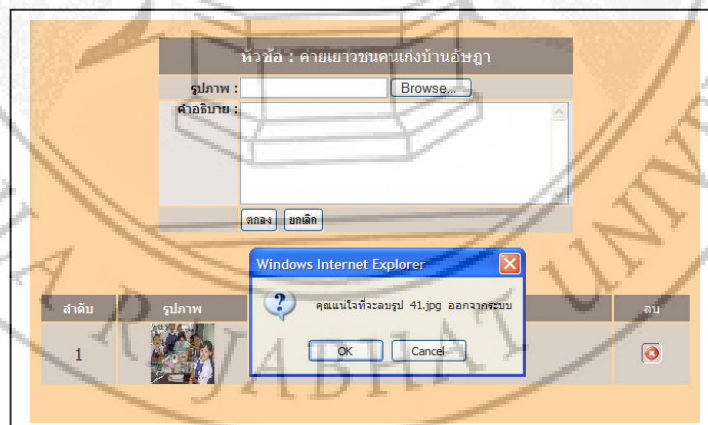 หัวข้อ : ค่ายเยาวชนคนเก่งบ้านอัษฎา
รูปภาพ :
Browse...
คำอธิบาย :
ตกลง ยกเลิก
Windows Internet Explorer
คุณแน่ใจที่จะลบรูป 41.jpg ออกจากระบบ
OK Cancel
ลำดับ รูปภาพ ลบ
1
JABHAT UNIV